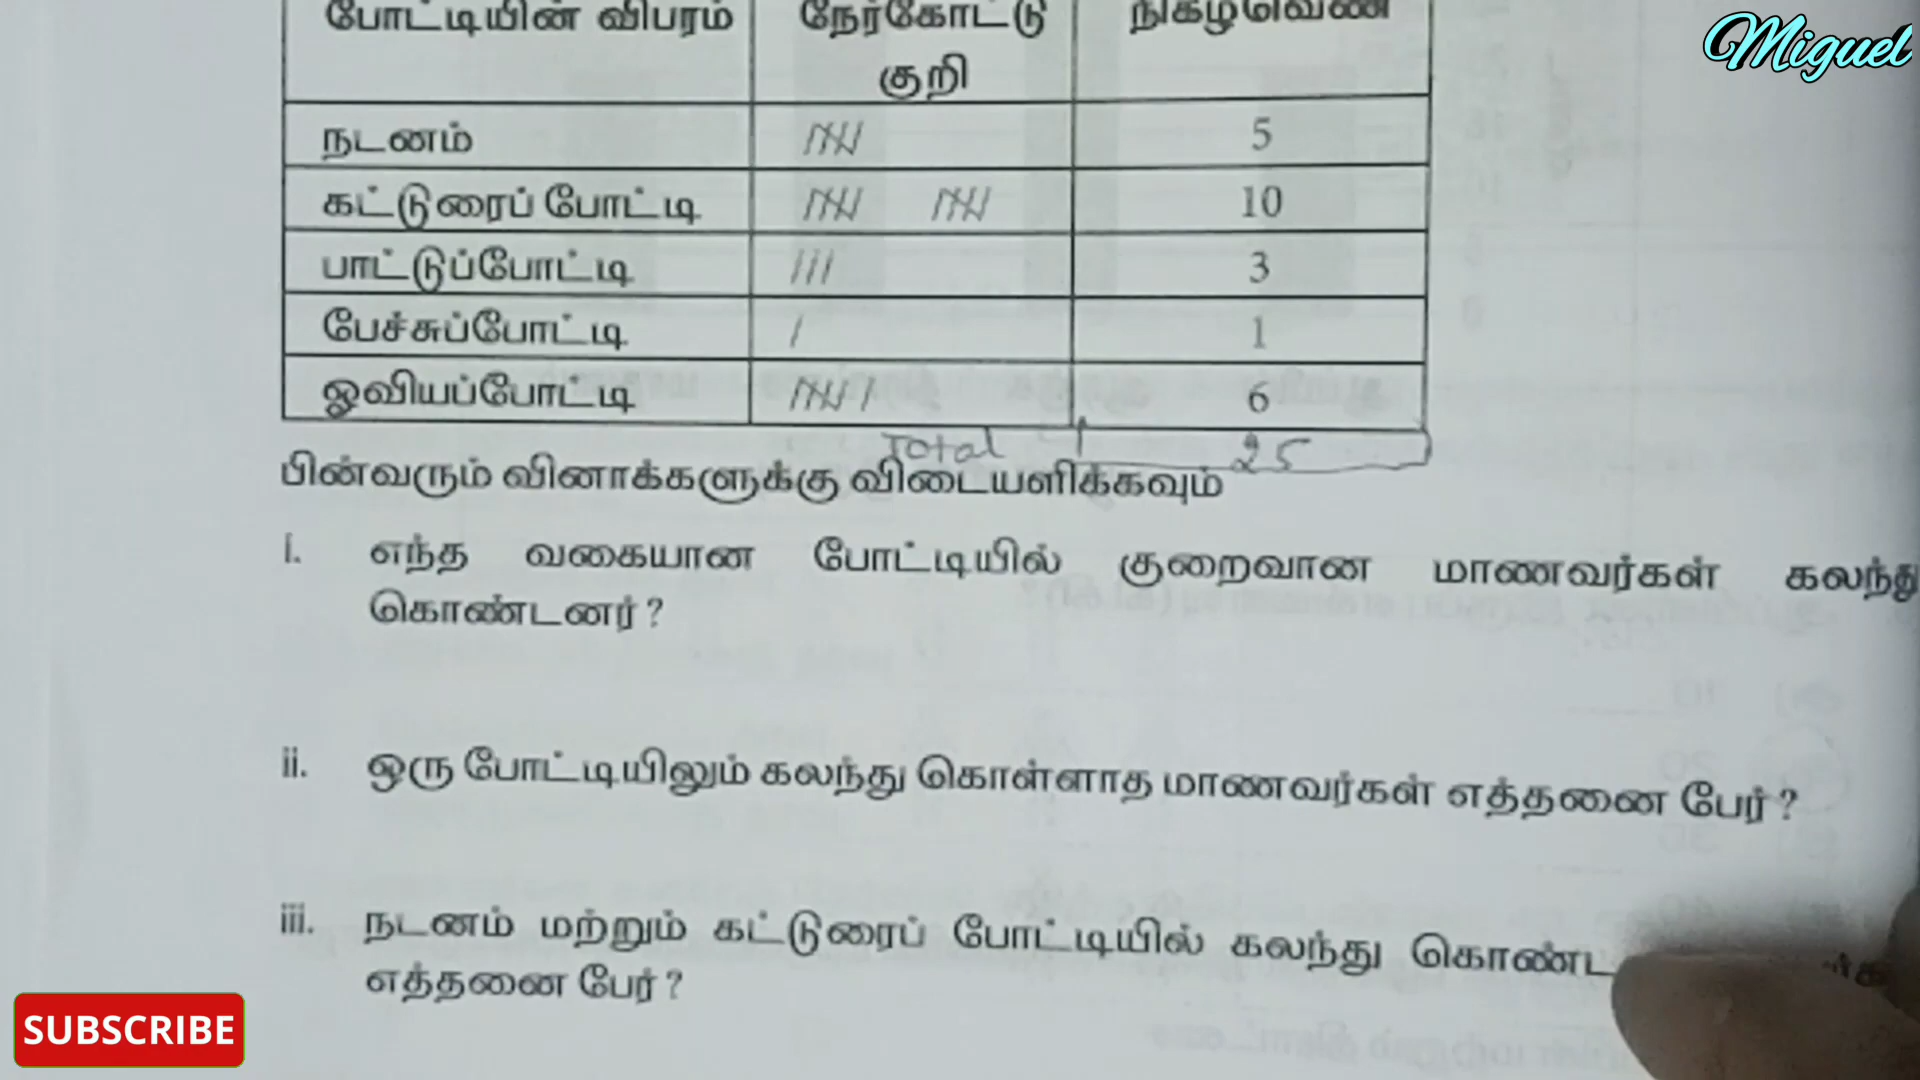 போட்டியின் விபரம் நேர்கோட்டு நிகழ்வெண்
குறி
Miguel
நடனம் 5
கட்டுரைப் போட்டி 10
பாட்டுப்போட்டி 3
பேச்சுப்போட்டி 1
ஓவியப்போட்டி 6
Total 25
பின்வரும் வினாக்களுக்கு விடையளிக்கவும்
i. எந்த வகையான போட்டியில் குறைவான மாணவர்கள் கலந்து
கொண்டனர்?
ii. ஒரு போட்டியிலும் கலந்து கொள்ளாத மாணவர்கள் எத்தனை பேர்?
iii. நடனம் மற்றும் கட்டுரைப் போட்டியில் கலந்து
எத்தனை பேர்?
SUBSCRIBE